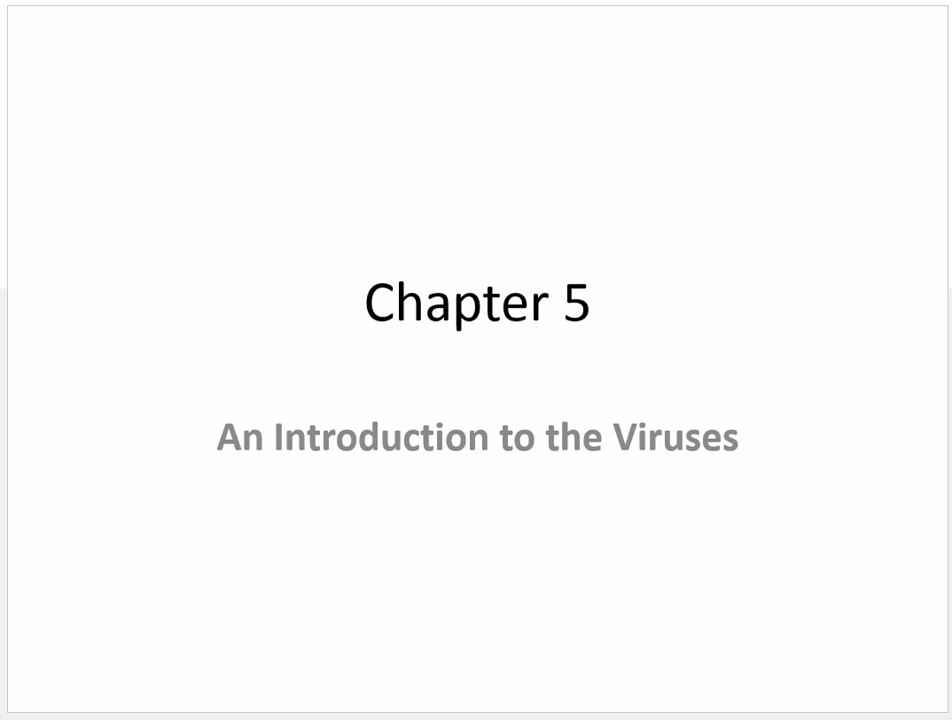 Chapter 5
An Introduction to the Viruses